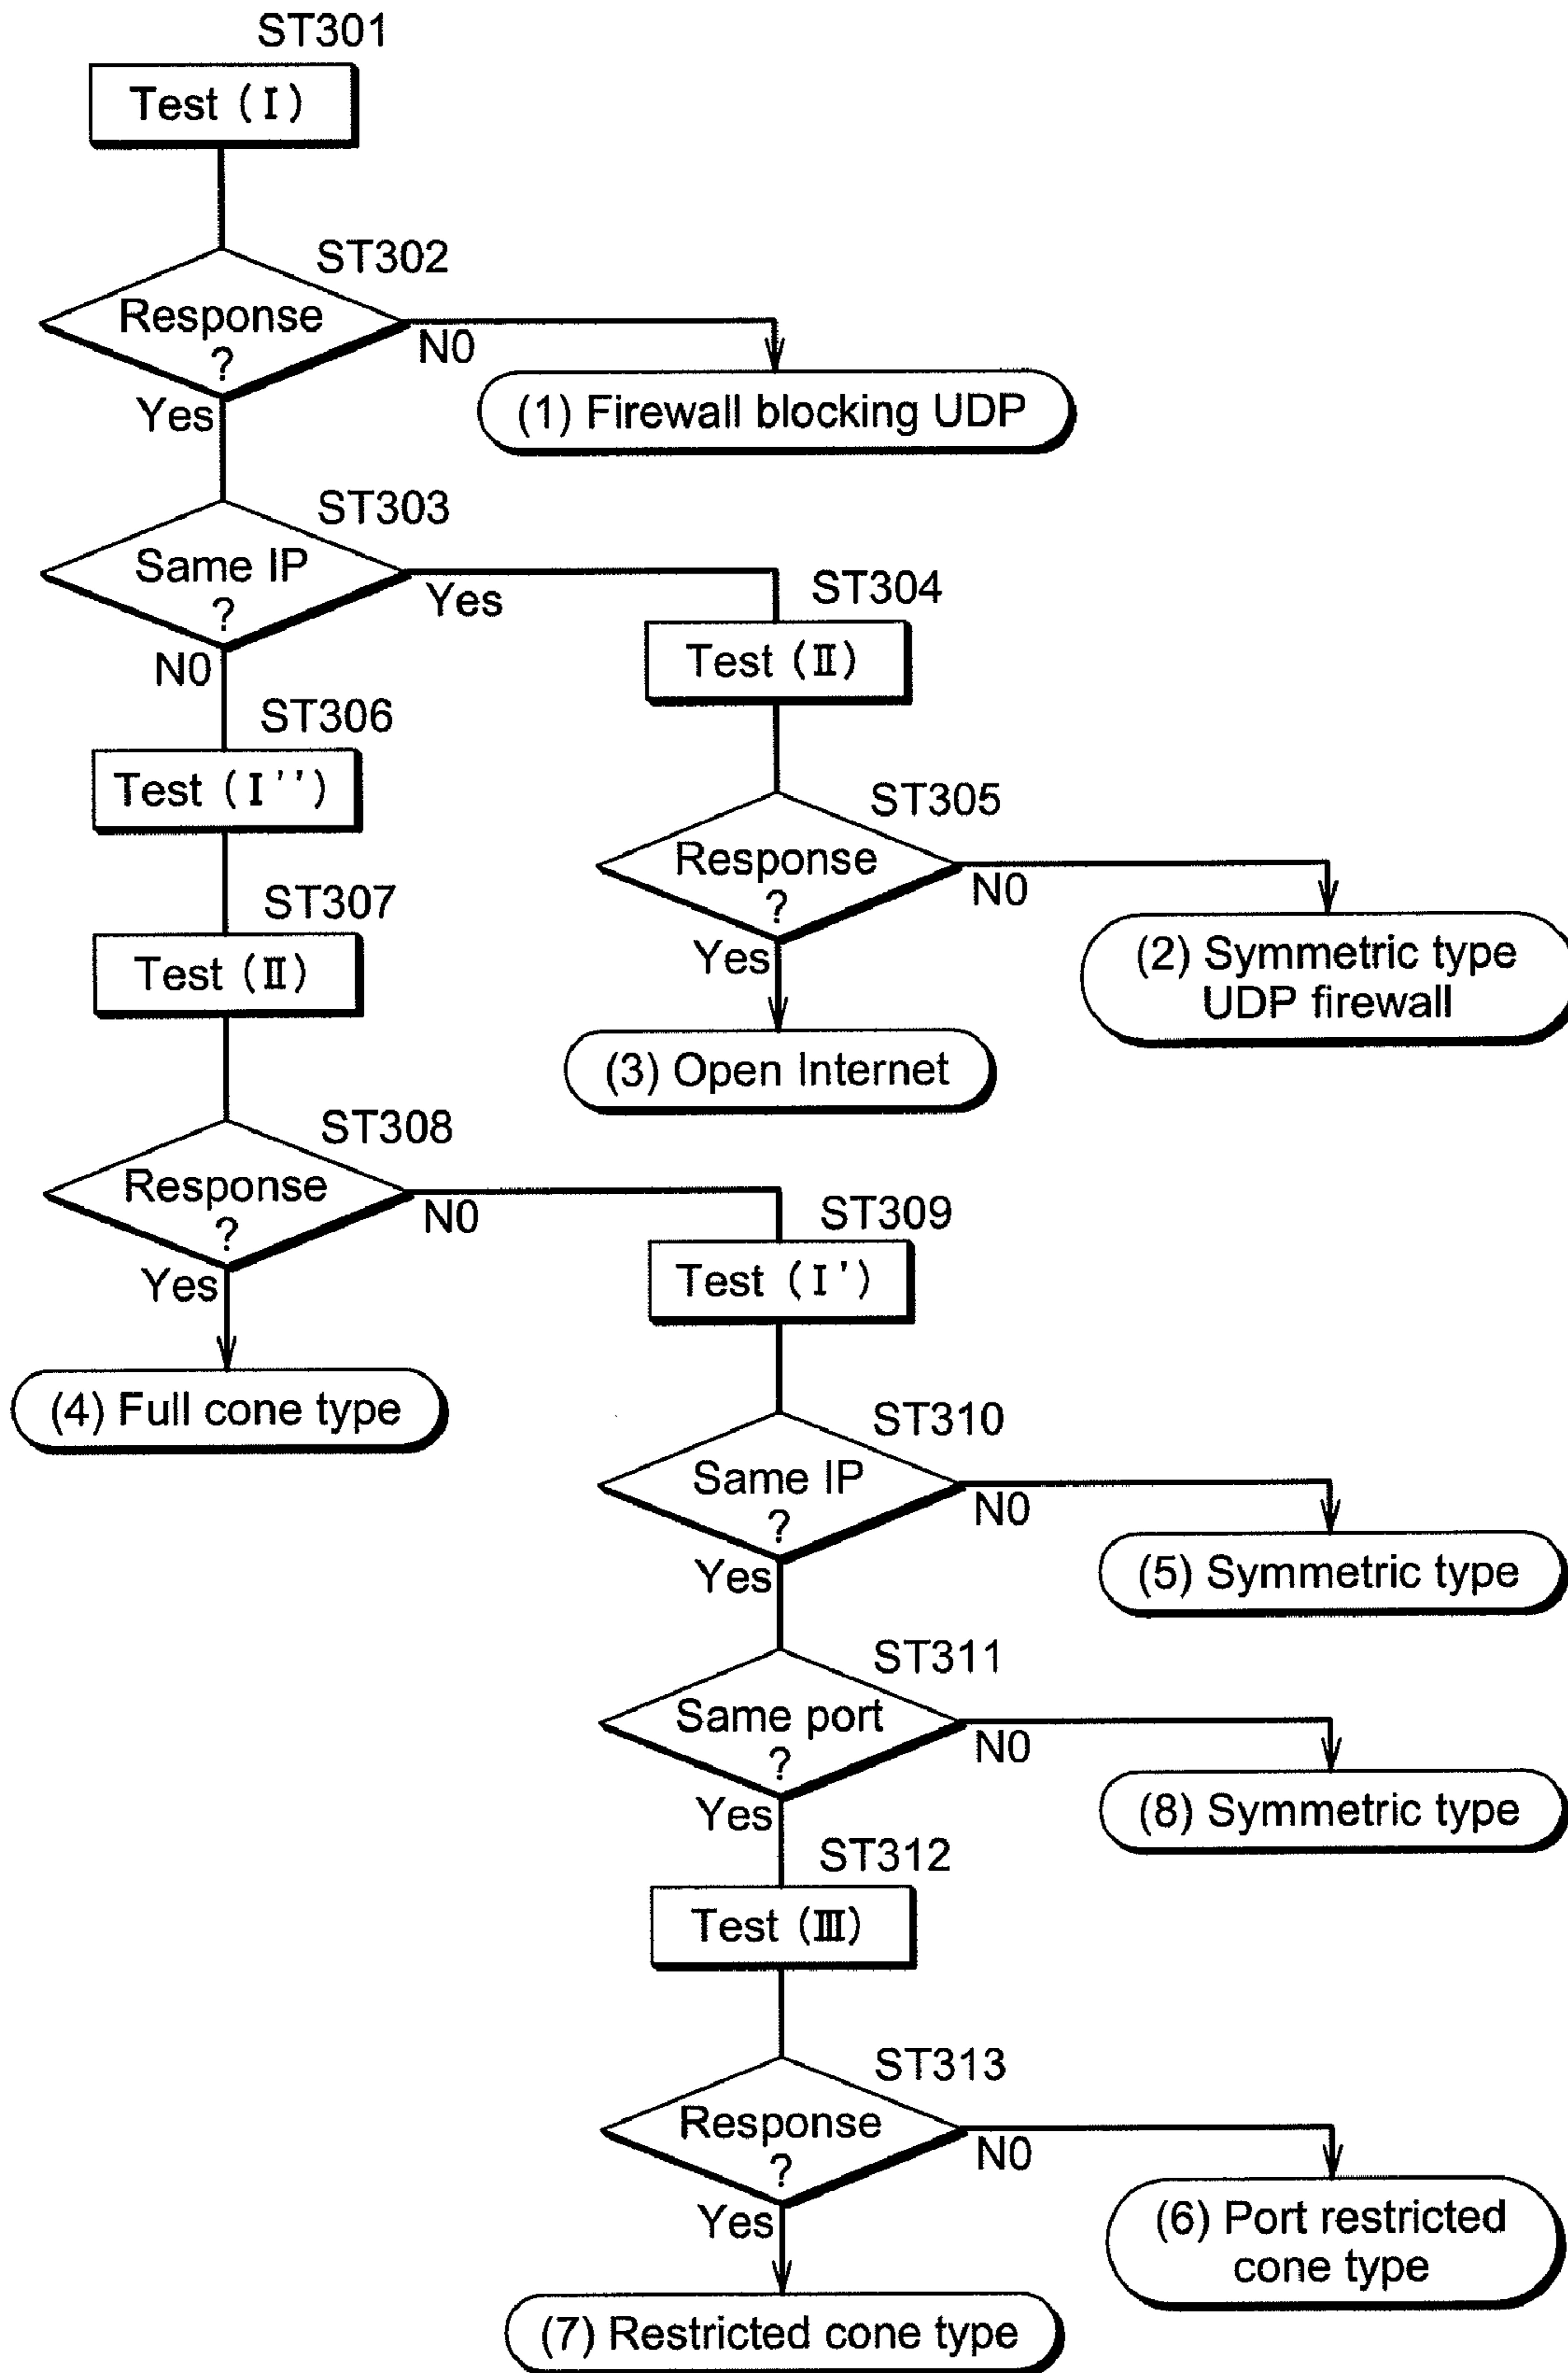 ST301
Test (I)
ST302
Response
?
N0
Yes
(1) Firewall blocking UDP
ST303
Same IP
?
Yes
N0
ST304
Test (II)
ST306
Test (I'')
ST305
Response
?
N0
Yes
ST307
Test (II)
(2) Symmetric type
UDP firewall
(3) Open Internet
ST308
Response
?
N0
Yes
ST309
Test (I')
(4) Full cone type
ST310
Same IP
?
N0
Yes
(5) Symmetric type
ST311
Same port
?
N0
Yes
(8) Symmetric type
ST312
Test (III)
ST313
Response
?
N0
Yes
(6) Port restricted
cone type
(7) Restricted cone type